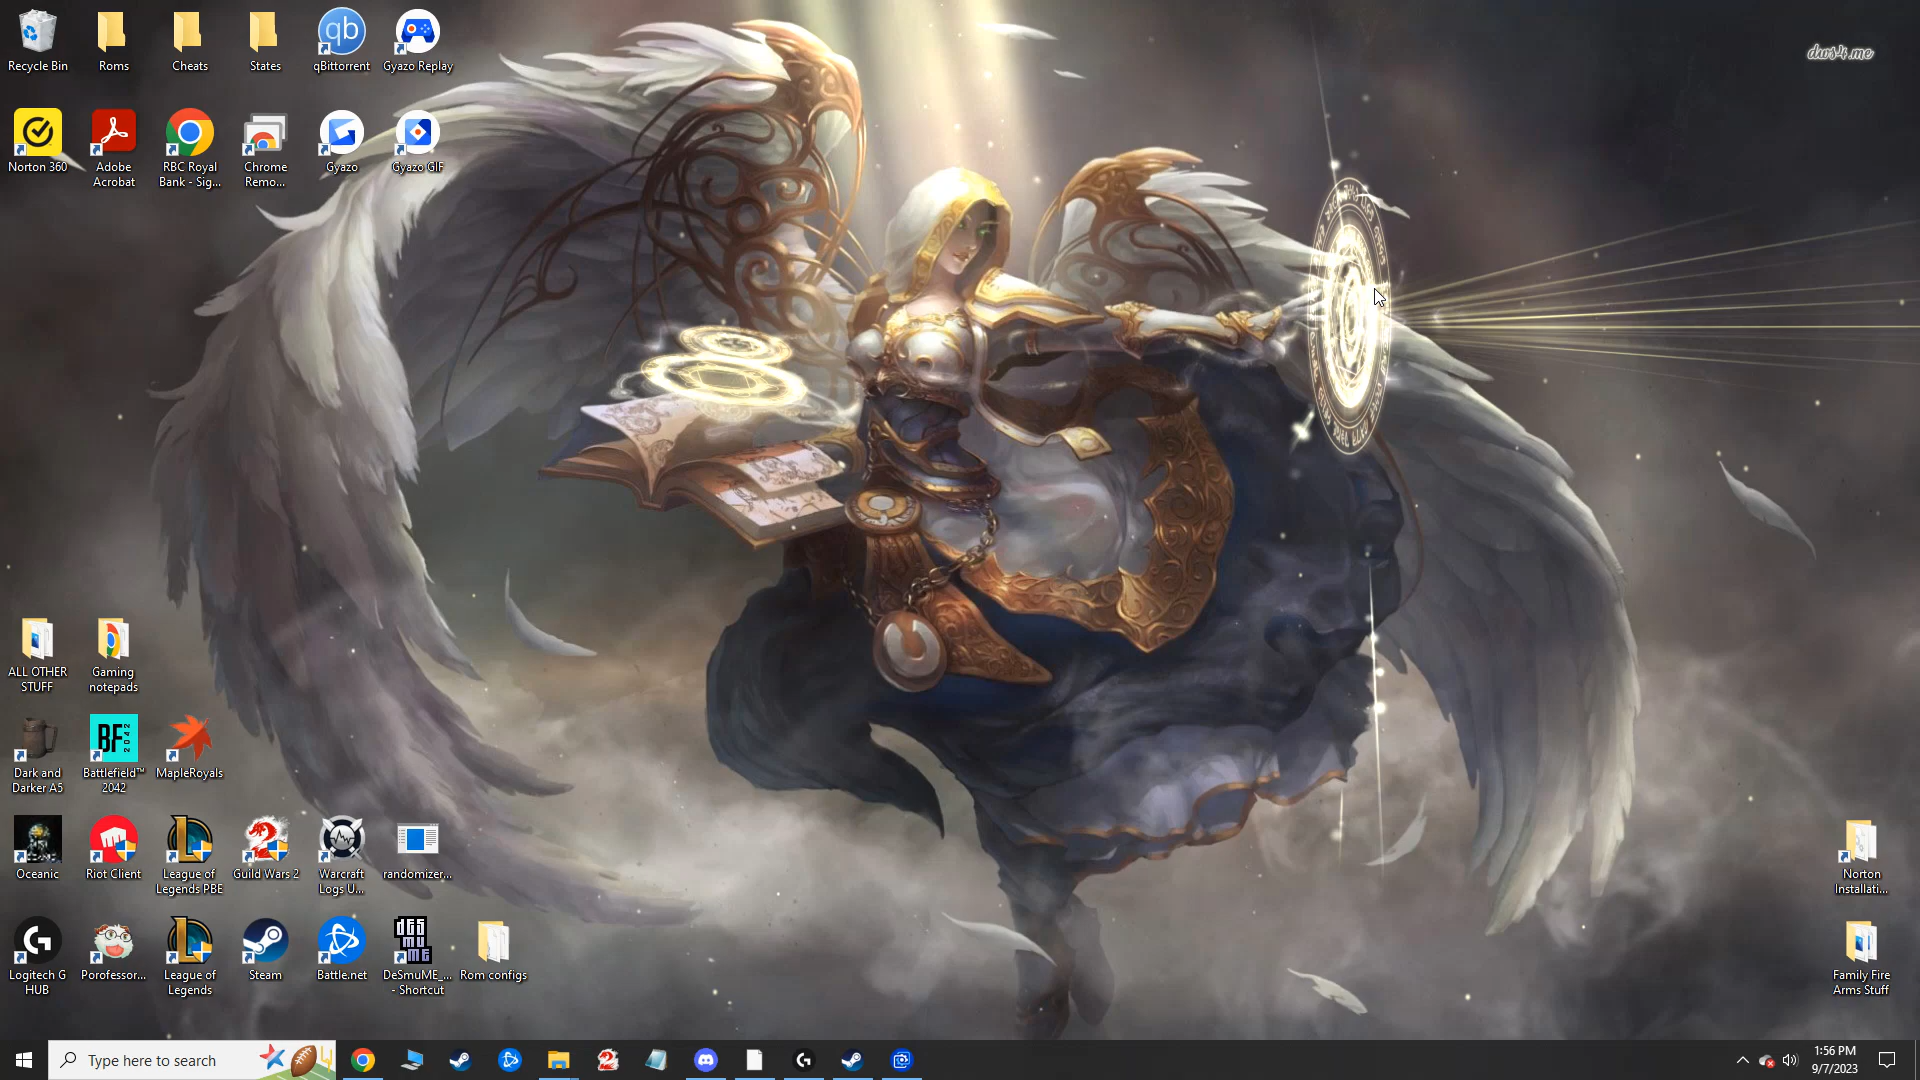 Recycle Bin
Roms
Cheats
States
qb
qBittorrent
Gyazo Replay
dws4.me
Norton 360
Adobe
Acrobat
RBC Royal
Bank - Sig...
Chrome
Remo...
Gyazo
Gyazo GIF
ALL OTHER
STUFF
Gaming
notepads
Dark and
Darker A5
BF
2042
Battlefield™
2042
MapleRoyals
Oceanic
Riot Client
League of
Legends PBE
Guild Wars 2
Warcraft
Logs U...
randomizer...
Norton
Installati...
Logitech G
HUB
Porofessor...
League of
Legends
Steam
Battle.net
DeSmuME_...
- Shortcut
Rom configs
Family Fire
Arms Stuff
Type here to search
1:56 PM
9/7/2023